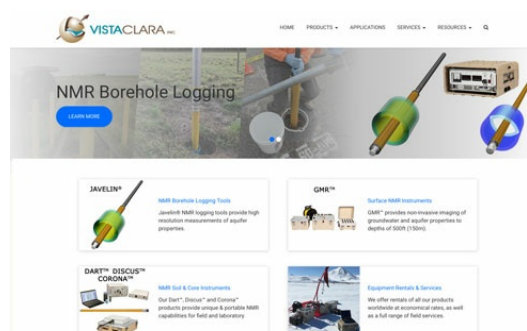 VISTACLARA INC.
HOME PRODUCTS APPLICATIONS SERVICES RESOURCES
NMR Borehole Logging
LEARN MORE
JAVELIN®
NMR Borehole Logging Tools
Javelin® NMR logging tools provide high
resolution measurements of aquifer
properties.
GMR™
Surface NMR Instruments
GMR™ provides non-invasive imaging of
groundwater and aquifer properties to
depths of 500ft (150m).
DART™ DISCUS™
CORONA™
NMR Soil & Core Instruments
Our Dart™, Discus™ and Corona™
products provide unique & portable NMR
capabilities for field and laboratory.
Equipment Rentals & Services
We offer rentals of all our products
worldwide at economical rates, as well
as a full range of field services.